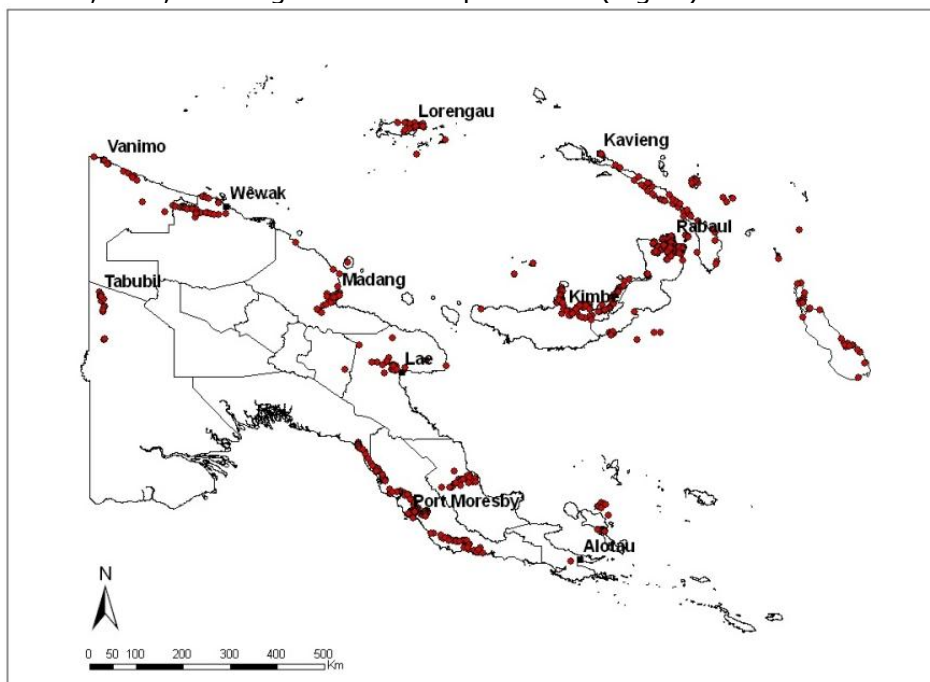 Lorengau
Kavieng
Vanimo
Wêwak
Rabaul
Tabubil
Madang
Kimbe
Lae
Port Moresby
Alotau
N
0 50 100 200 300 400 500
Km